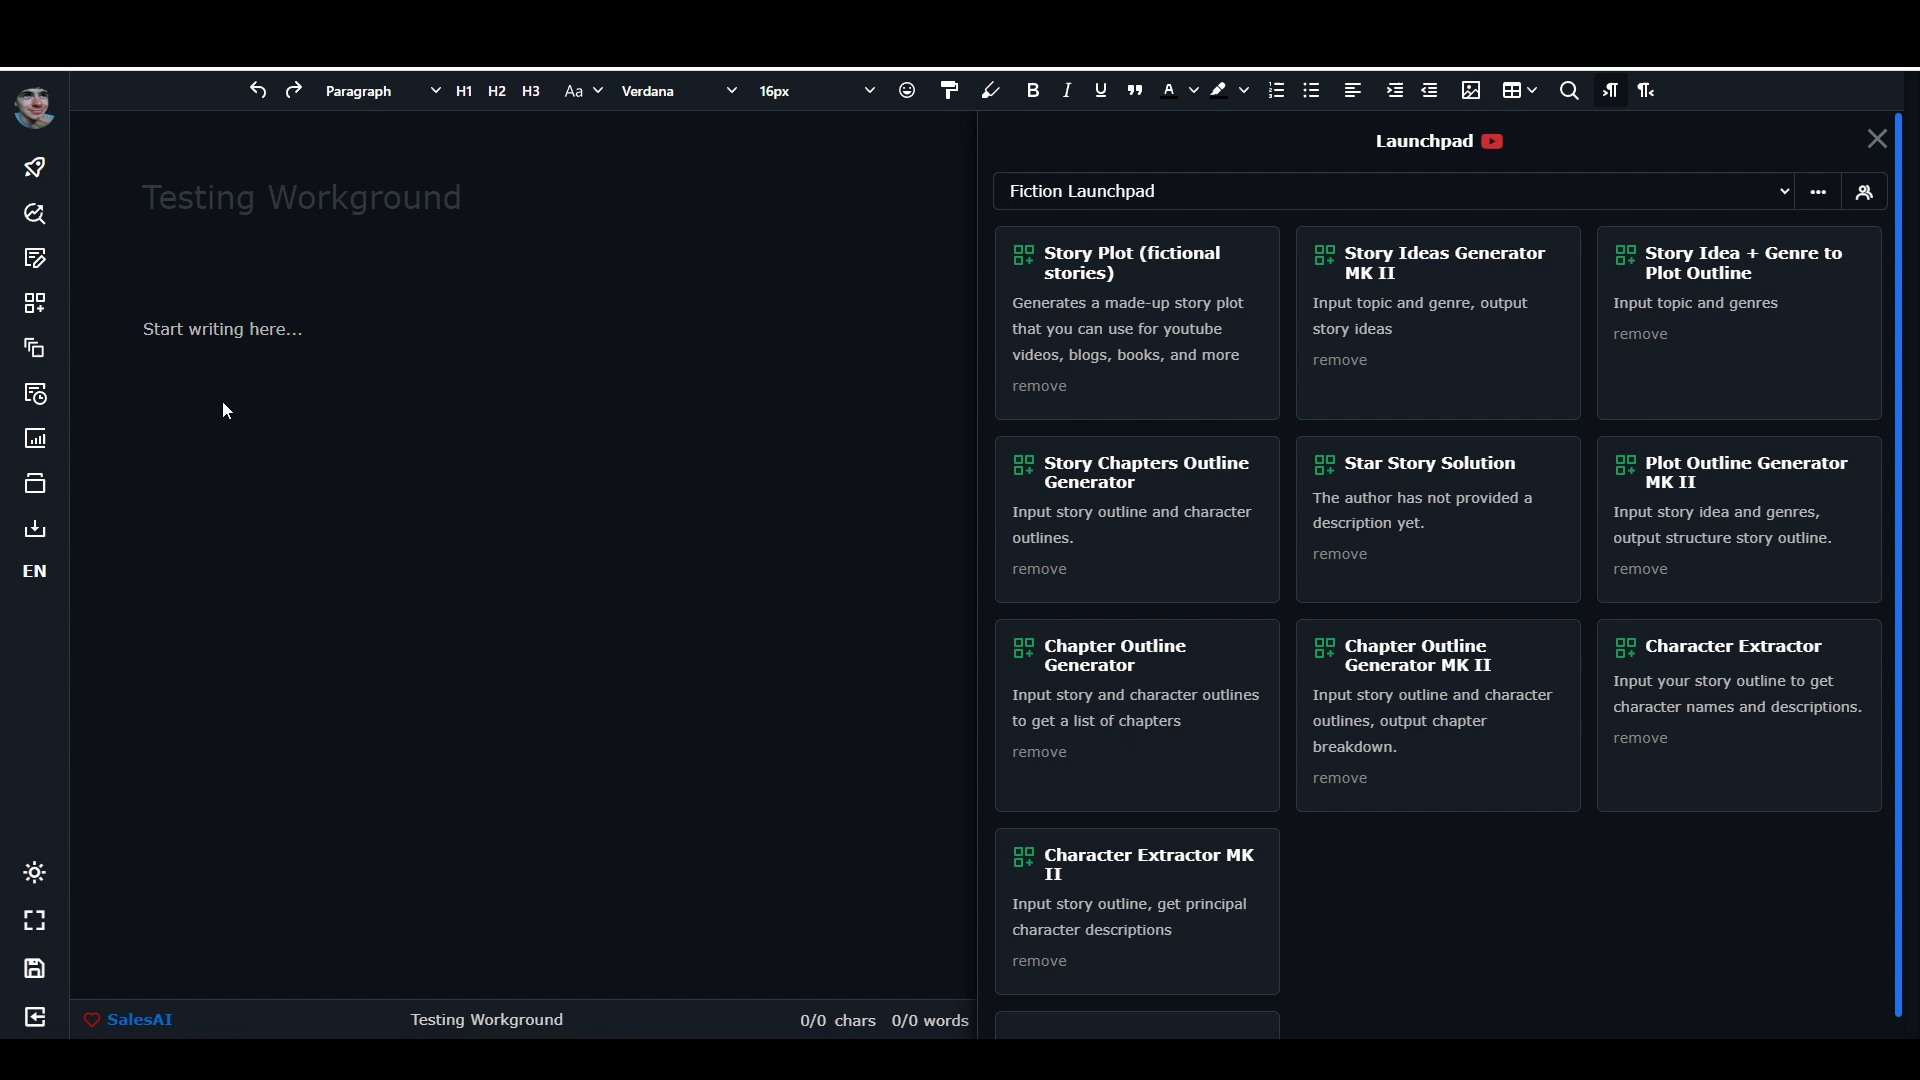 Paragraph H1 H2 H3 Aa Verdana 16px
Launchpad
Fiction Launchpad
Testing Workground
Start writing here...
Story Plot (fictional
stories)
Generates a made-up story plot
that you can use for youtube
videos, blogs, books, and more
remove
Story Ideas Generator
MK II
Input topic and genre, output
story ideas
remove
Story Idea + Genre to
Plot Outline
Input topic and genres
remove
Story Chapters Outline
Generator
Input story outline and character
outlines.
remove
Star Story Solution
The author has not provided a
description yet.
remove
Plot Outline Generator
MK II
Input story idea and genres,
output structure story outline.
remove
Chapter Outline
Generator
Input story and character outlines
to get a list of chapters
remove
Chapter Outline
Generator MK II
Input story outline and character
outlines, output chapter
breakdown.
remove
Character Extractor
Input your story outline to get
character names and descriptions.
remove
Character Extractor MK
II
Input story outline, get principal
character descriptions
remove
EN
SalesAI
Testing Workground
0/0 chars 0/0 words